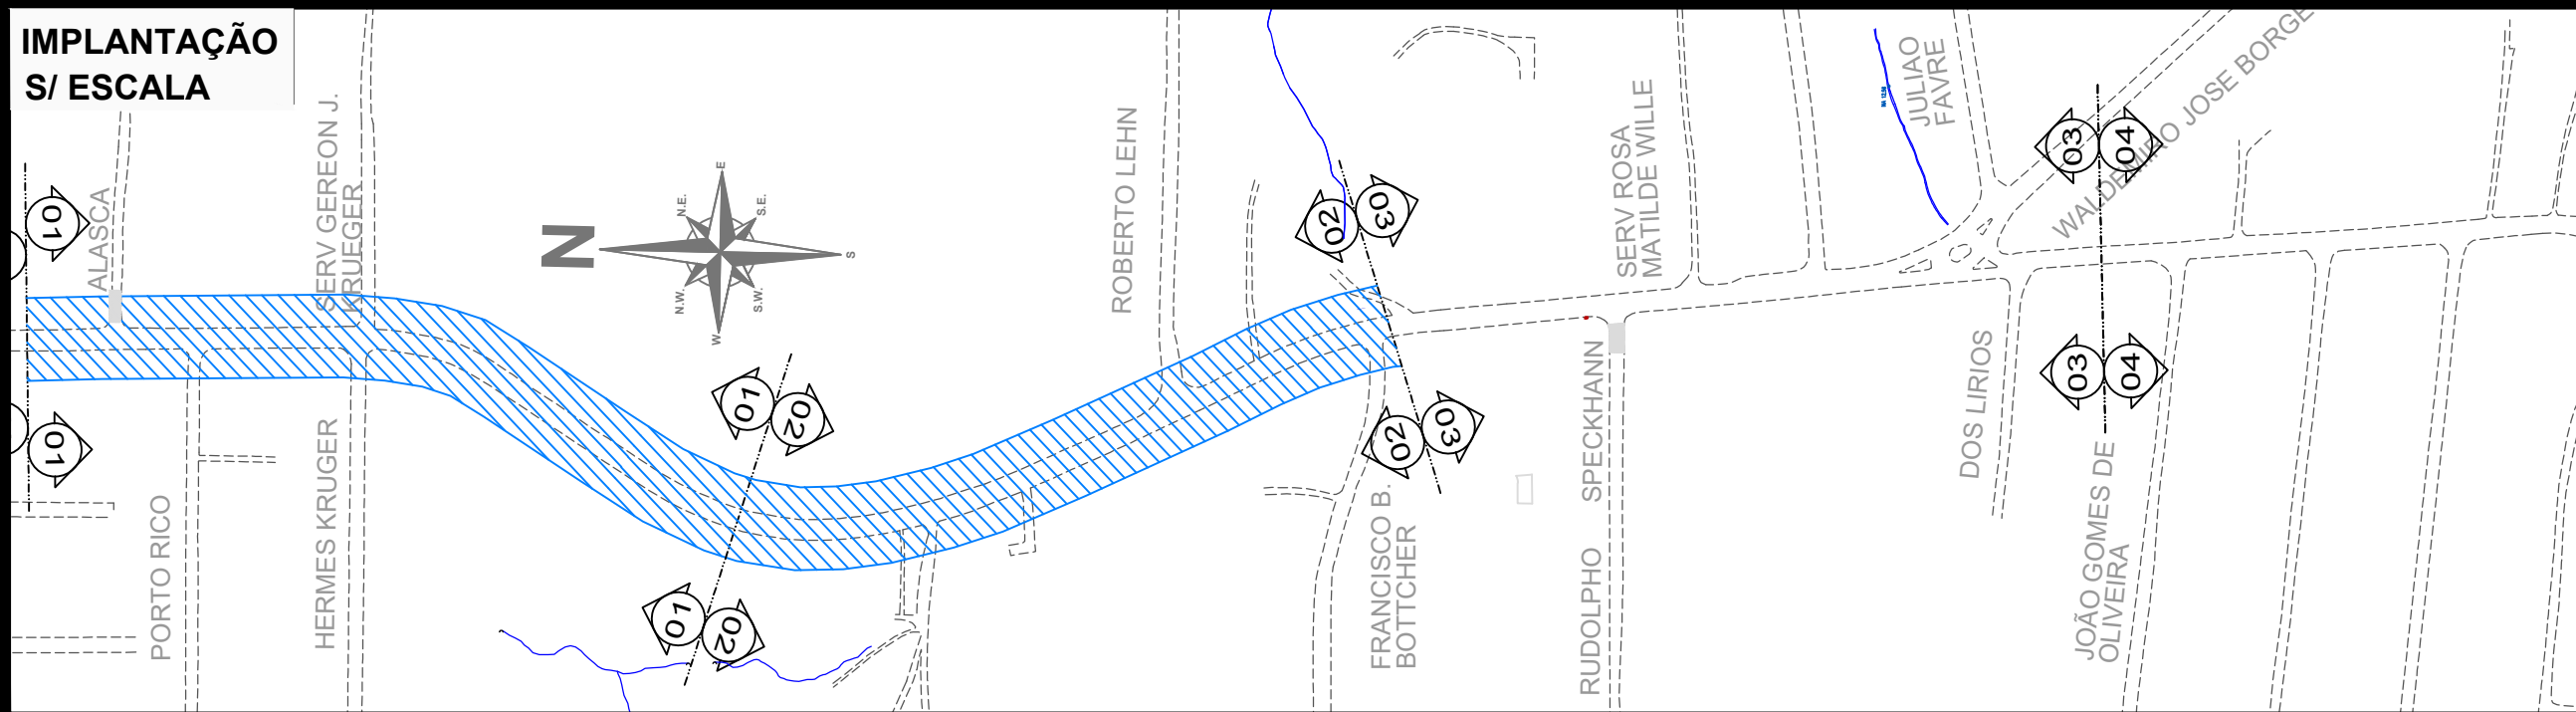 IMPLANTAÇÃO
S/ ESCALA
ALASCA
SERV GEREON J.
KRUEGER
PORTO RICO
HERMES KRUGER
N
N.E.
E
S.E.
S
S.W.
W
N.W.
01
01
01
02
01
02
ROBERTO LEHN
02
03
02
03
FRANCISCO B.
BOTTCHER
SERV ROSA
MATILDE WILLE
RUDOLPHO SPECKHANN
JULIAO
FAVRE
WALDEMIRO JOSE BORGE
03
04
03
04
DOS LIRIOS
JOÃO GOMES DE
OLIVEIRA